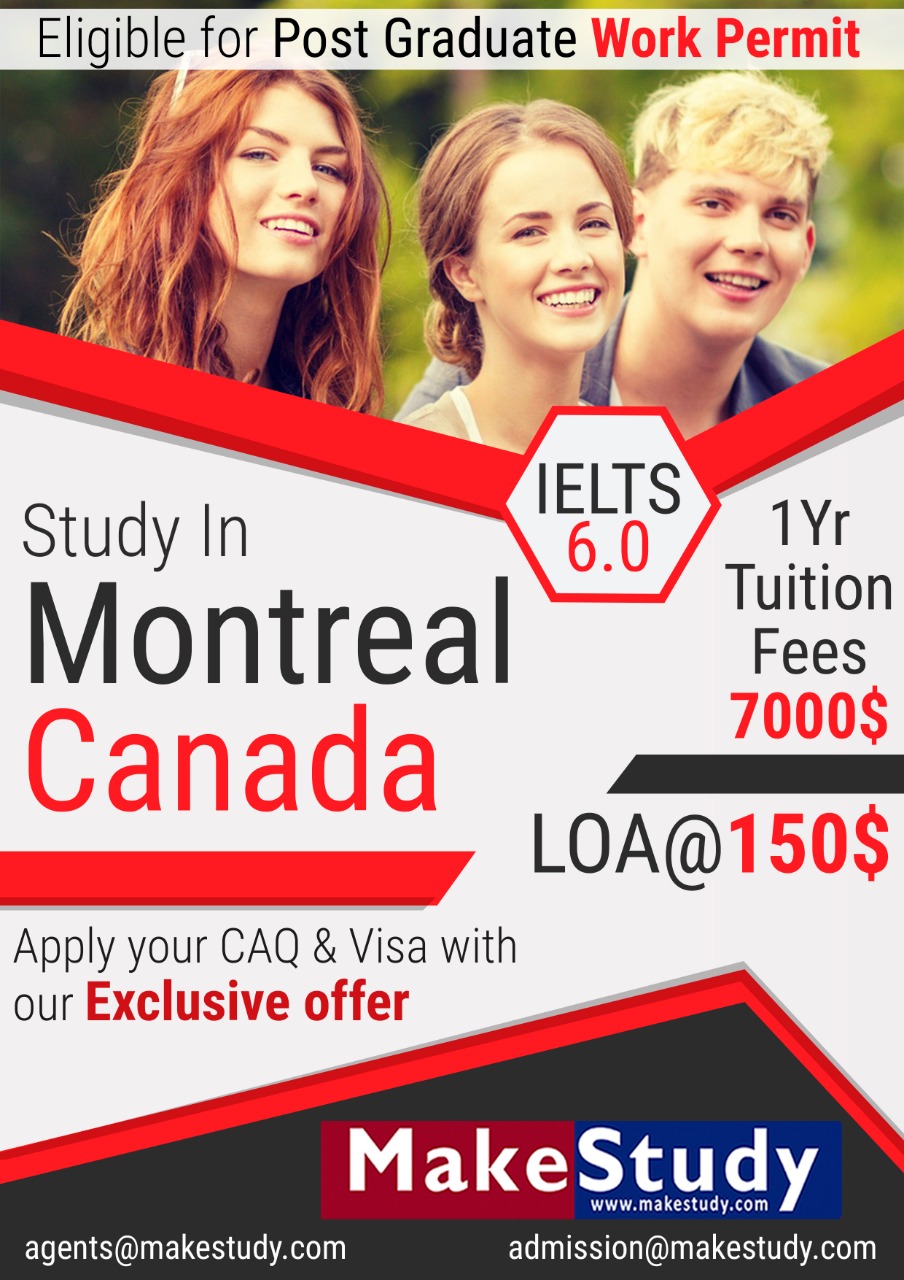 Eligible for Post Graduate Work Permit
IELTS
6.0
Study In
Montreal
Canada
1Yr
Tuition
Fees
7000$
LOA@150$
Apply your CAQ & Visa with
our Exclusive offer
MakeStudy
www.makestudy.com
agents@makestudy.com
admission@makestudy.com